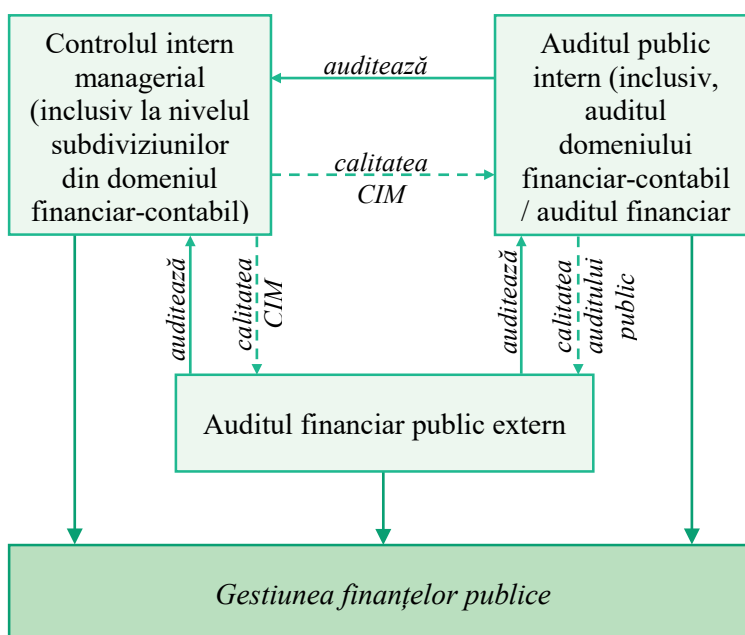 Controlul intern
managerial
(inclusiv la nivelul
subdiviziunilor
din domeniul
financiar-contabil)
auditează
calitatea
CIM
Auditul public
intern (inclusiv,
auditul
domeniului
financiar-contabil
/ auditul financiar
auditează
calitatea
CIM
auditează
calitatea
auditului
public
Auditul financiar public extern
Gestiunea finanțelor publice